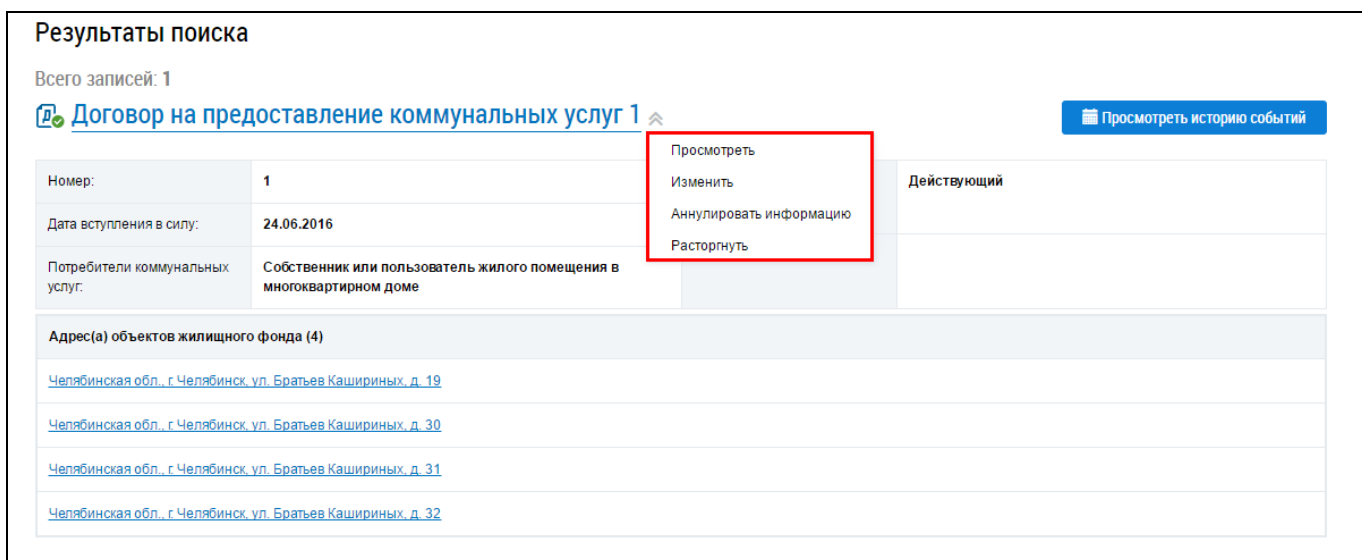 Результаты поиска
Всего записей: 1
Договор на предоставление коммунальных услуг 1
Просмотреть историю событий
Просмотреть
Изменить
Аннулировать информацию
Расторгнуть
Номер:
1
Действующий
Дата вступления в силу:
24.06.2016
Потребители коммунальных
услуг:
Собственник или пользователь жилого помещения в
многоквартирном доме
Адрес(а) объектов жилищного фонда (4)
Челябинская обл., г. Челябинск, ул. Братьев Кашириных, д. 19
Челябинская обл., г. Челябинск, ул. Братьев Кашириных, д. 30
Челябинская обл., г. Челябинск, ул. Братьев Кашириных, д. 31
Челябинская обл., г. Челябинск, ул. Братьев Кашириных, д. 32